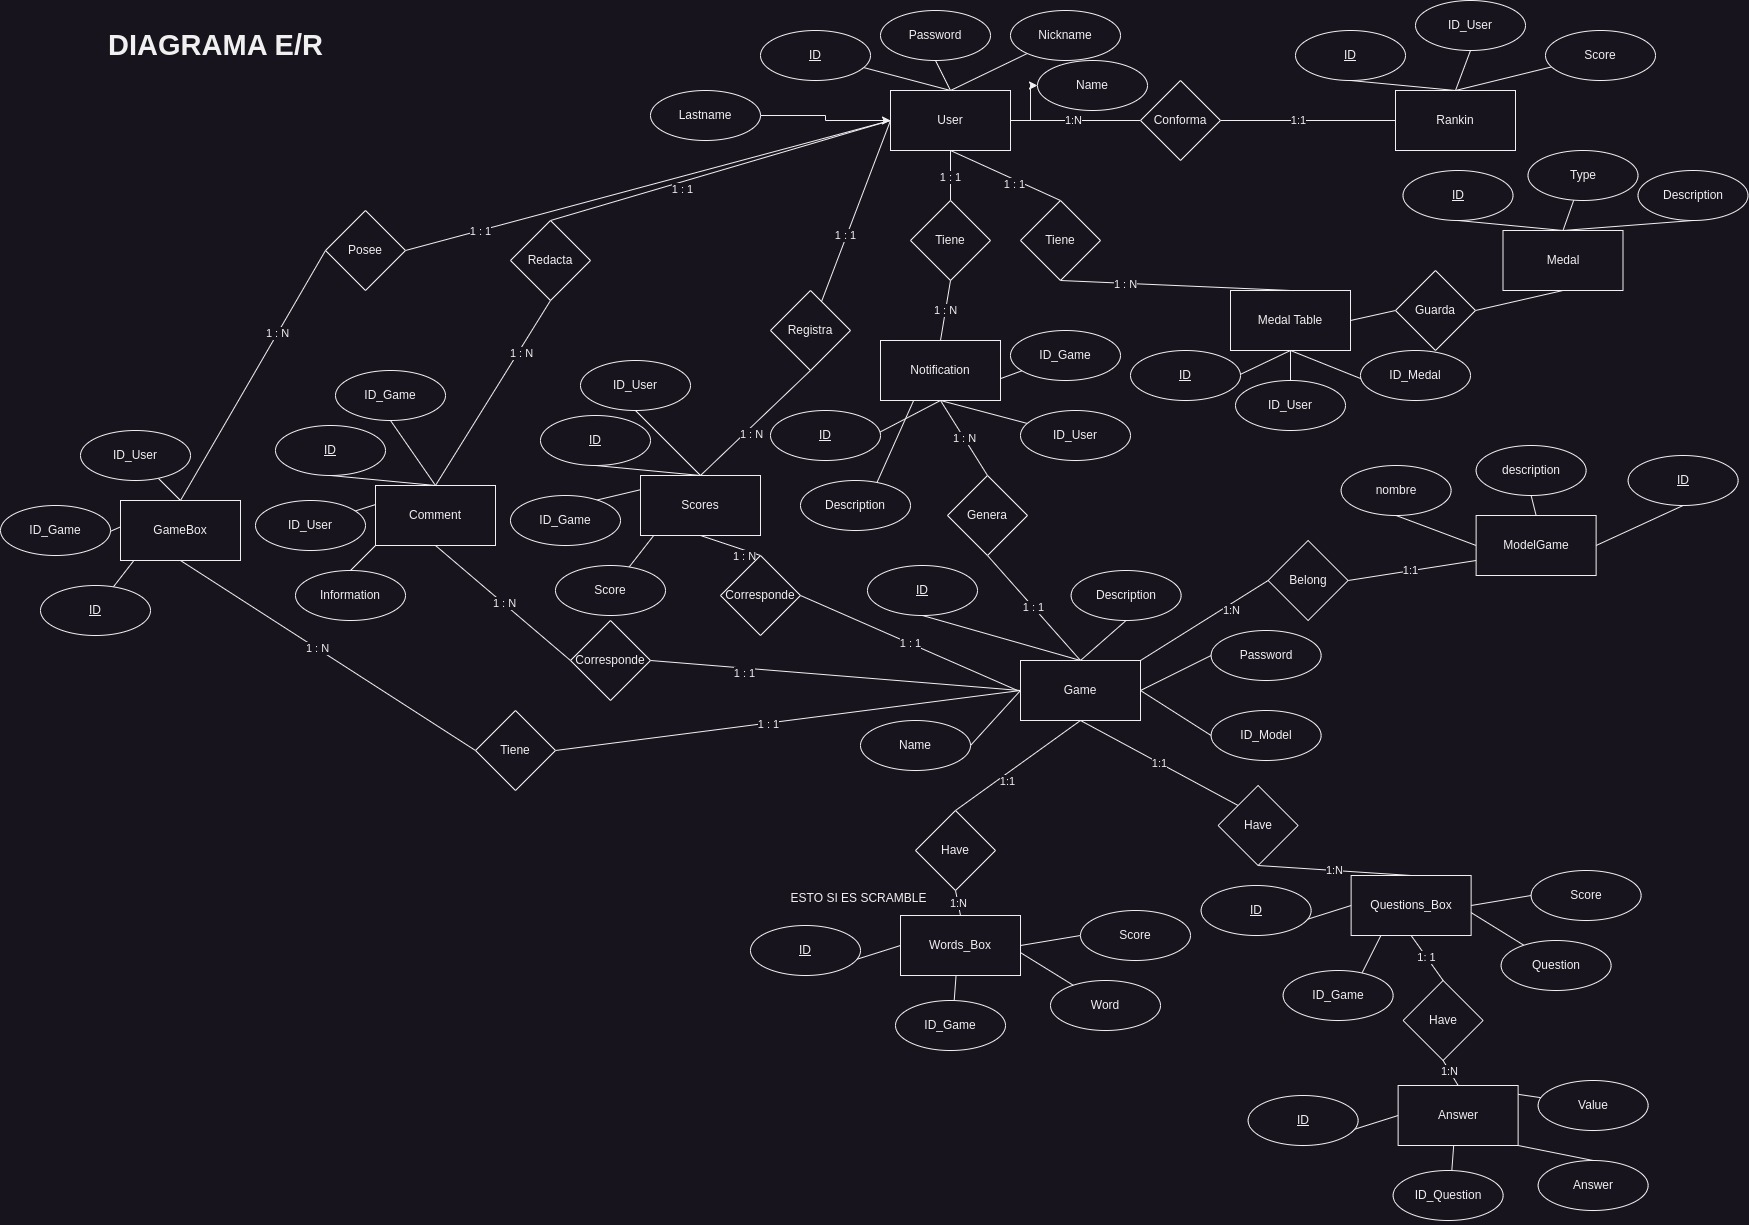 DIAGRAMA E/R
ID
Password
Nickname
Name
Lastname
User
1:N
Conforma
1:1
Rankin
ID
ID_User
Score
ID
Type
Description
Medal
Guarda
Medal Table
ID
ID_User
ID_Medal
1 : 1
Posee
1 : N
1 : 1
Redacta
1 : N
1 : 1
Registra
1 : N
1 : 1
Tiene
1 : N
1 : 1
Tiene
1 : N
Notification
ID_Game
ID
ID_User
Description
1 : N
Genera
1 : 1
ID_User
ID_Game
GameBox
ID
1 : N
Tiene
1 : 1
ID_Game
ID
ID_User
Comment
Information
1 : N
Corresponde
1 : 1
ID_User
ID
ID_Game
Scores
Score
1 : N
Corresponde
1 : 1
nombre
description
ID
ModelGame
1:1
Belong
1:N
ID
Description
Password
Game
ID_Model
Name
1:1
Have
1:N
ESTO SI ES SCRAMBLE
Words_Box
ID
Score
Word
ID_Game
1:1
Have
1:N
Questions_Box
ID
Score
Question
ID_Game
1: 1
Have
1:N
Answer
ID
Value
ID_Question
Answer